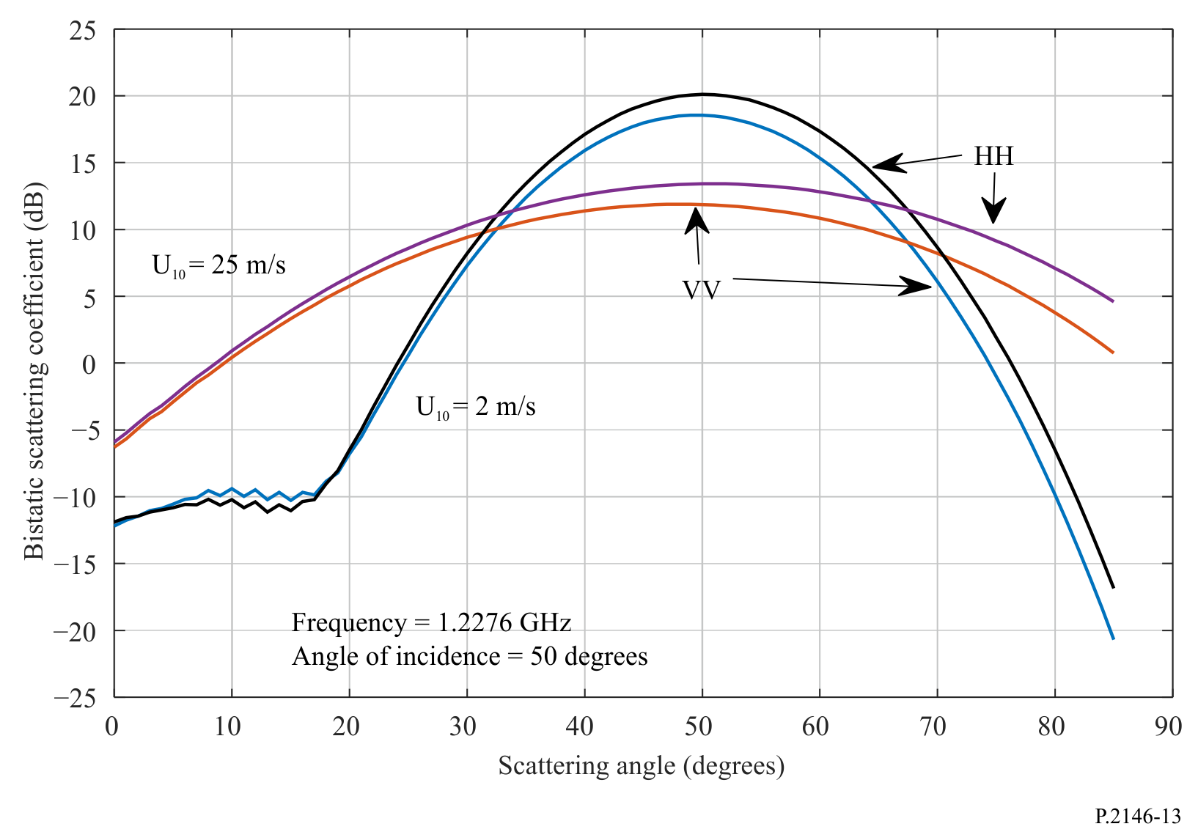 25
20
15
10
5
0
−5
−10
−15
−20
−25
Bistatic scattering coefficient (dB)
HH
U10 = 25 m/s
VV
U10 = 2 m/s
Frequency = 1.2276 GHz
Angle of incidence = 50 degrees
0 10 20 30 40 50 60 70 80 90
Scattering angle (degrees)
P.2146-13